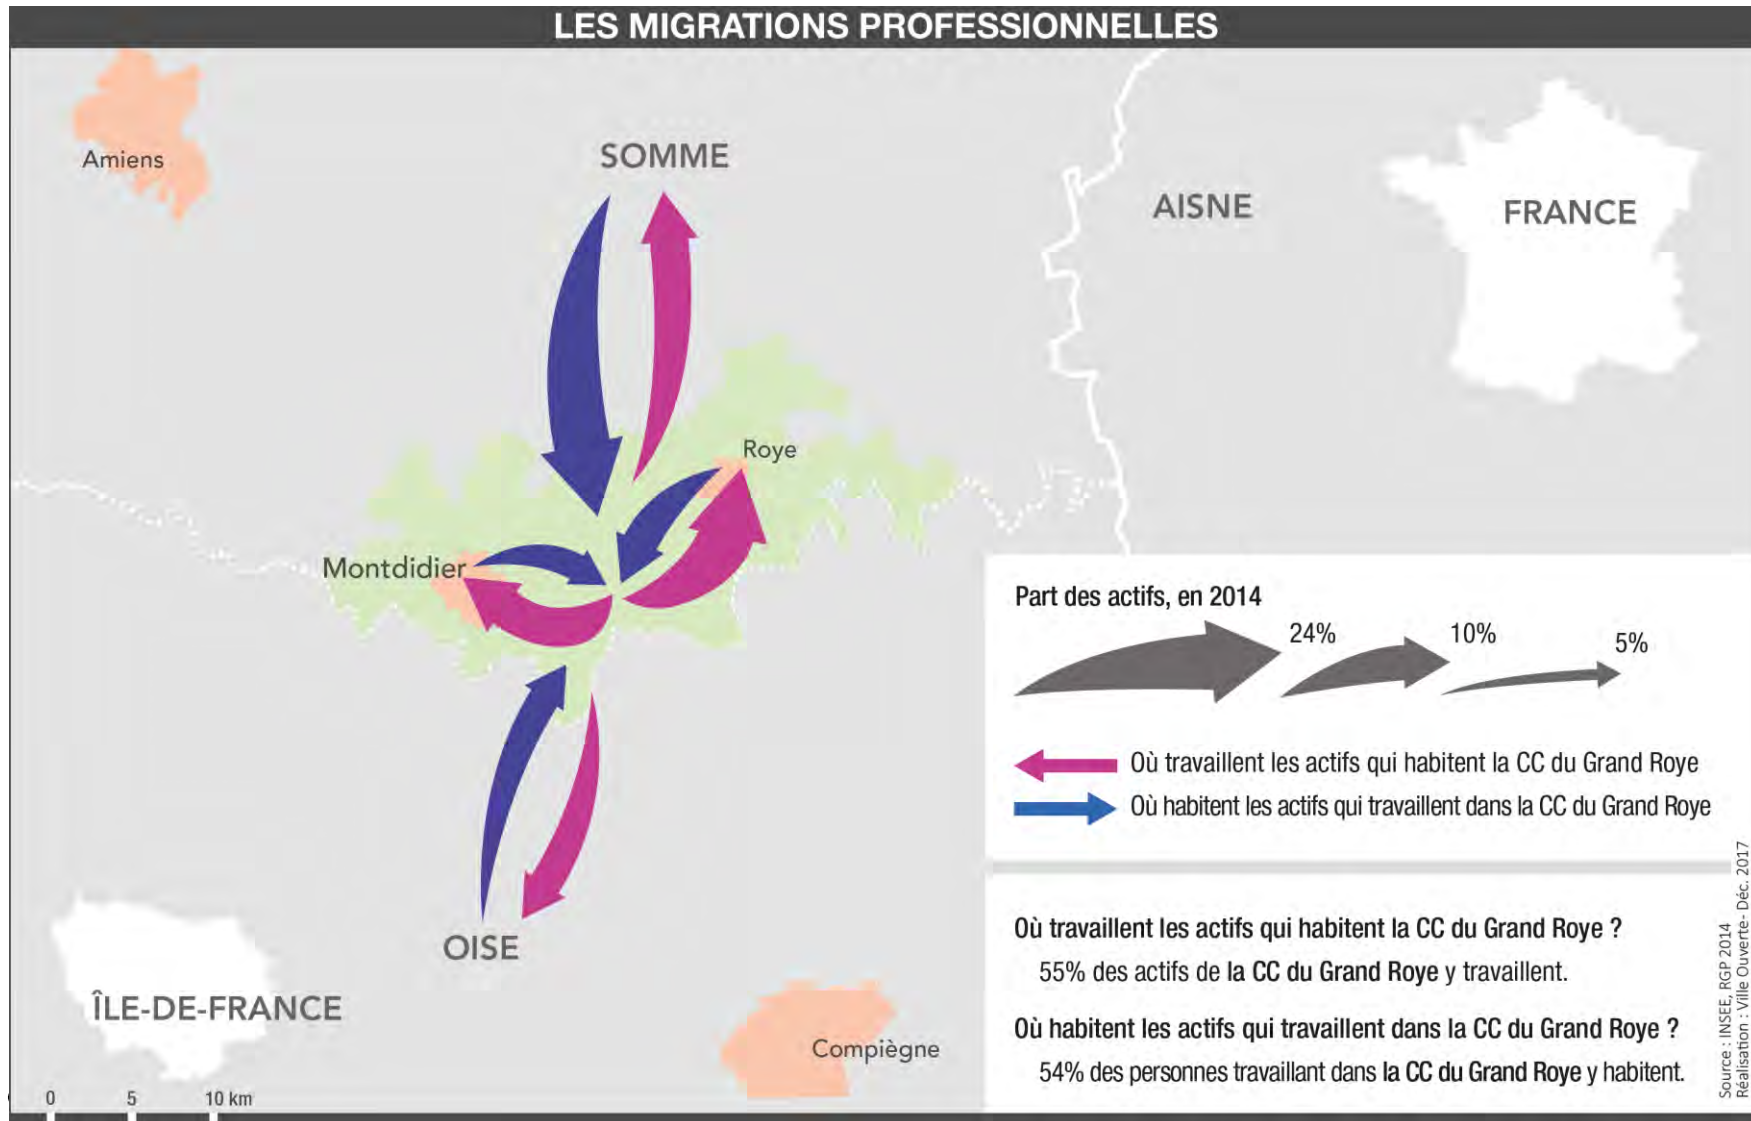 LES MIGRATIONS PROFESSIONNELLES
Amiens
SOMME
AISNE
FRANCE
Roye
Montdidier
OISE
ÎLE-DE-FRANCE
Compiègne
0 5 10 km
Part des actifs, en 2014
24% 10% 5%
Où travaillent les actifs qui habitent la CC du Grand Roye
Où habitent les actifs qui travaillent dans la CC du Grand Roye
Où travaillent les actifs qui habitent la CC du Grand Roye ?
55% des actifs de la CC du Grand Roye y travaillent.
Où habitent les actifs qui travaillent dans la CC du Grand Roye ?
54% des personnes travaillant dans la CC du Grand Roye y habitent.
Source : INSEE, RGP 2014
Réalisation : Ville Ouverte- Déc. 2017